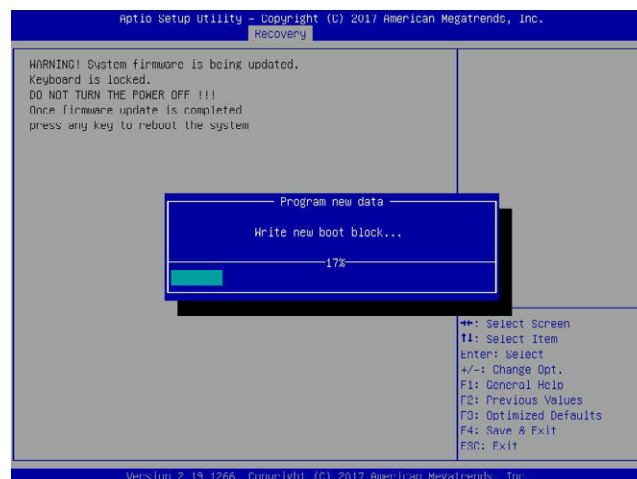 Aptio Setup Utility – Copyright (C) 2017 American Megatrends, Inc.
Recovery
WARNING! System firmware is being updated.
Keyboard is locked.
DO NOT TURN THE POWER OFF !!!
Once firmware update is completed
press any key to reboot the system
Program new data
Write new boot block...
17%
→←: Select Screen
↑↓: Select Item
Enter: Select
+/-: Change Opt.
F1: General Help
F2: Previous Values
F3: Optimized Defaults
F4: Save & Exit
ESC: Exit
Version 2.19.1266. Copyright (C) 2017 American Megatrends, Inc.